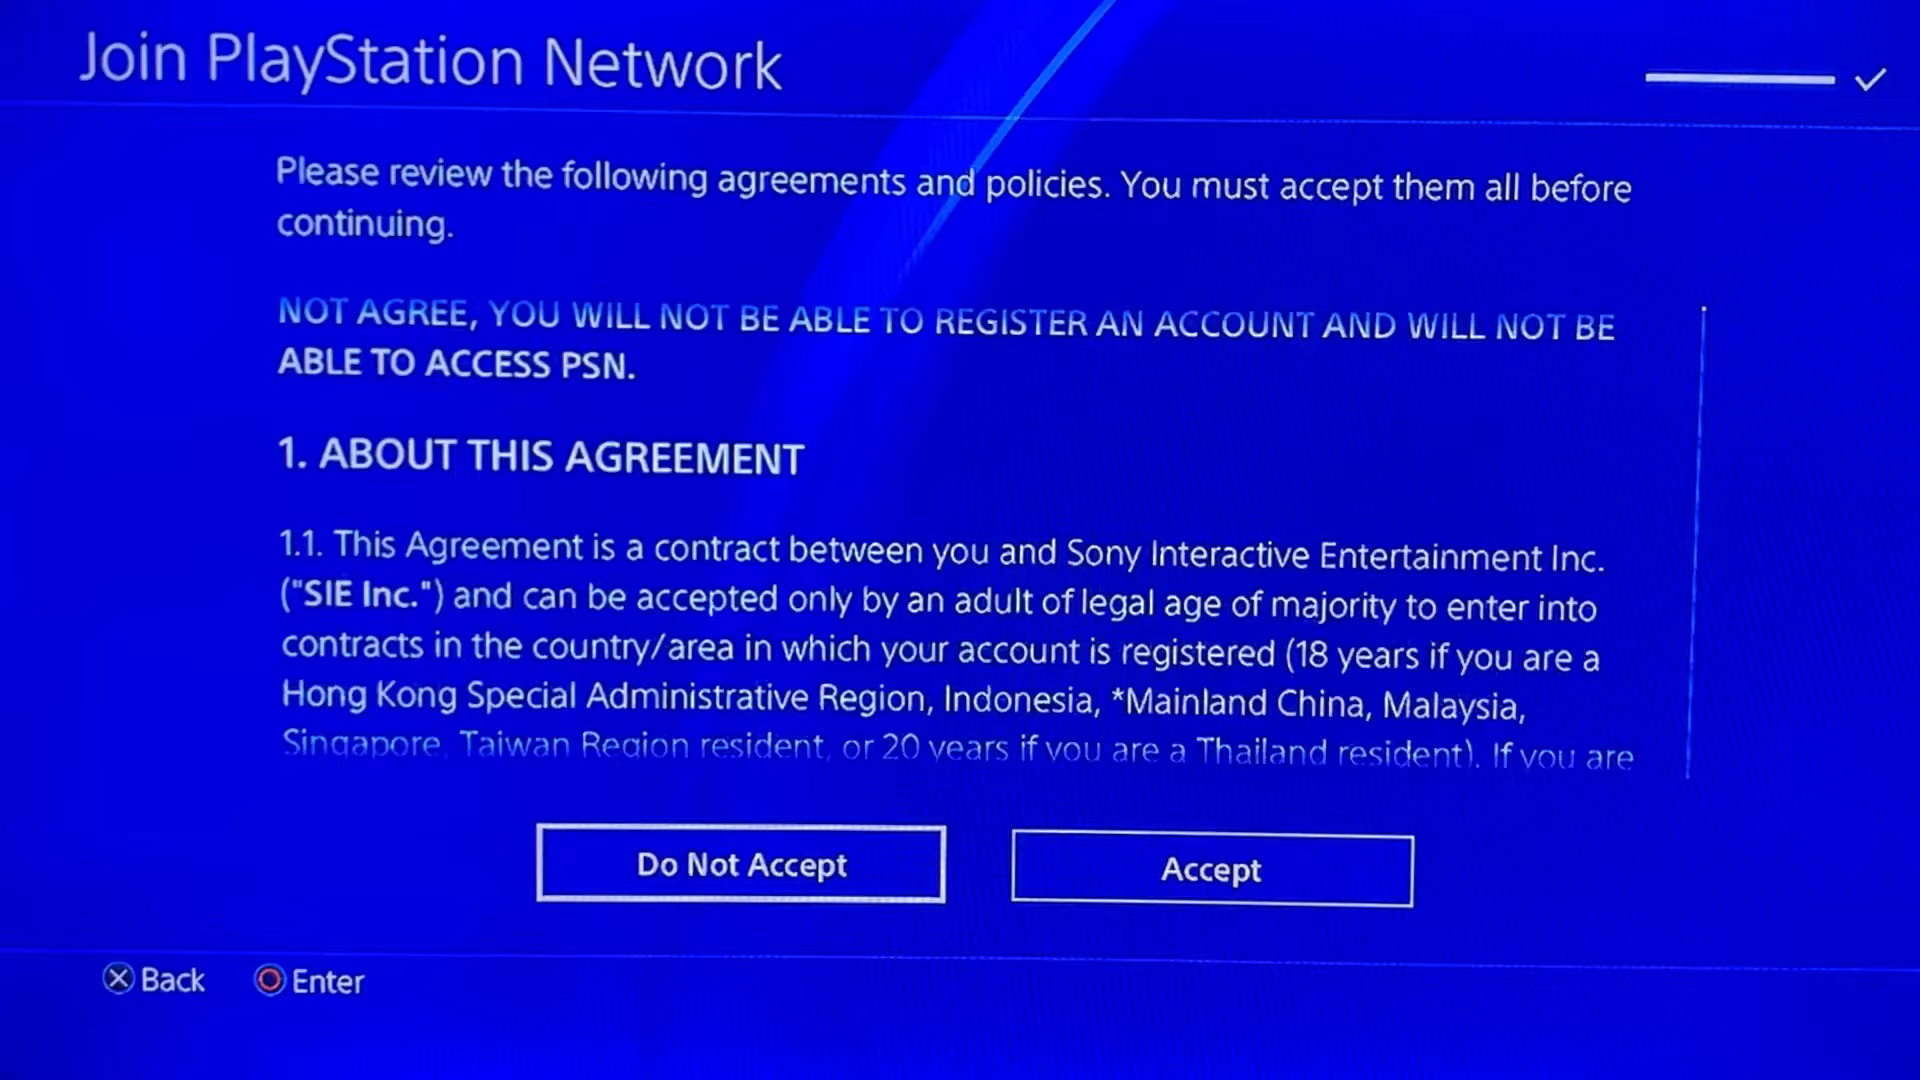 Join PlayStation Network
Please review the following agreements and policies. You must accept them all before
continuing.
NOT AGREE, YOU WILL NOT BE ABLE TO REGISTER AN ACCOUNT AND WILL NOT BE
ABLE TO ACCESS PSN.
1. ABOUT THIS AGREEMENT
1.1. This Agreement is a contract between you and Sony Interactive Entertainment Inc.
("SIE Inc.") and can be accepted only by an adult of legal age of majority to enter into
contracts in the country/area in which your account is registered (18 years if you are a
Hong Kong Special Administrative Region, Indonesia, *Mainland China, Malaysia,
Singapore, Taiwan Region resident, or 20 years if you are a Thailand resident). If you are
Do Not Accept
Accept
Back
Enter